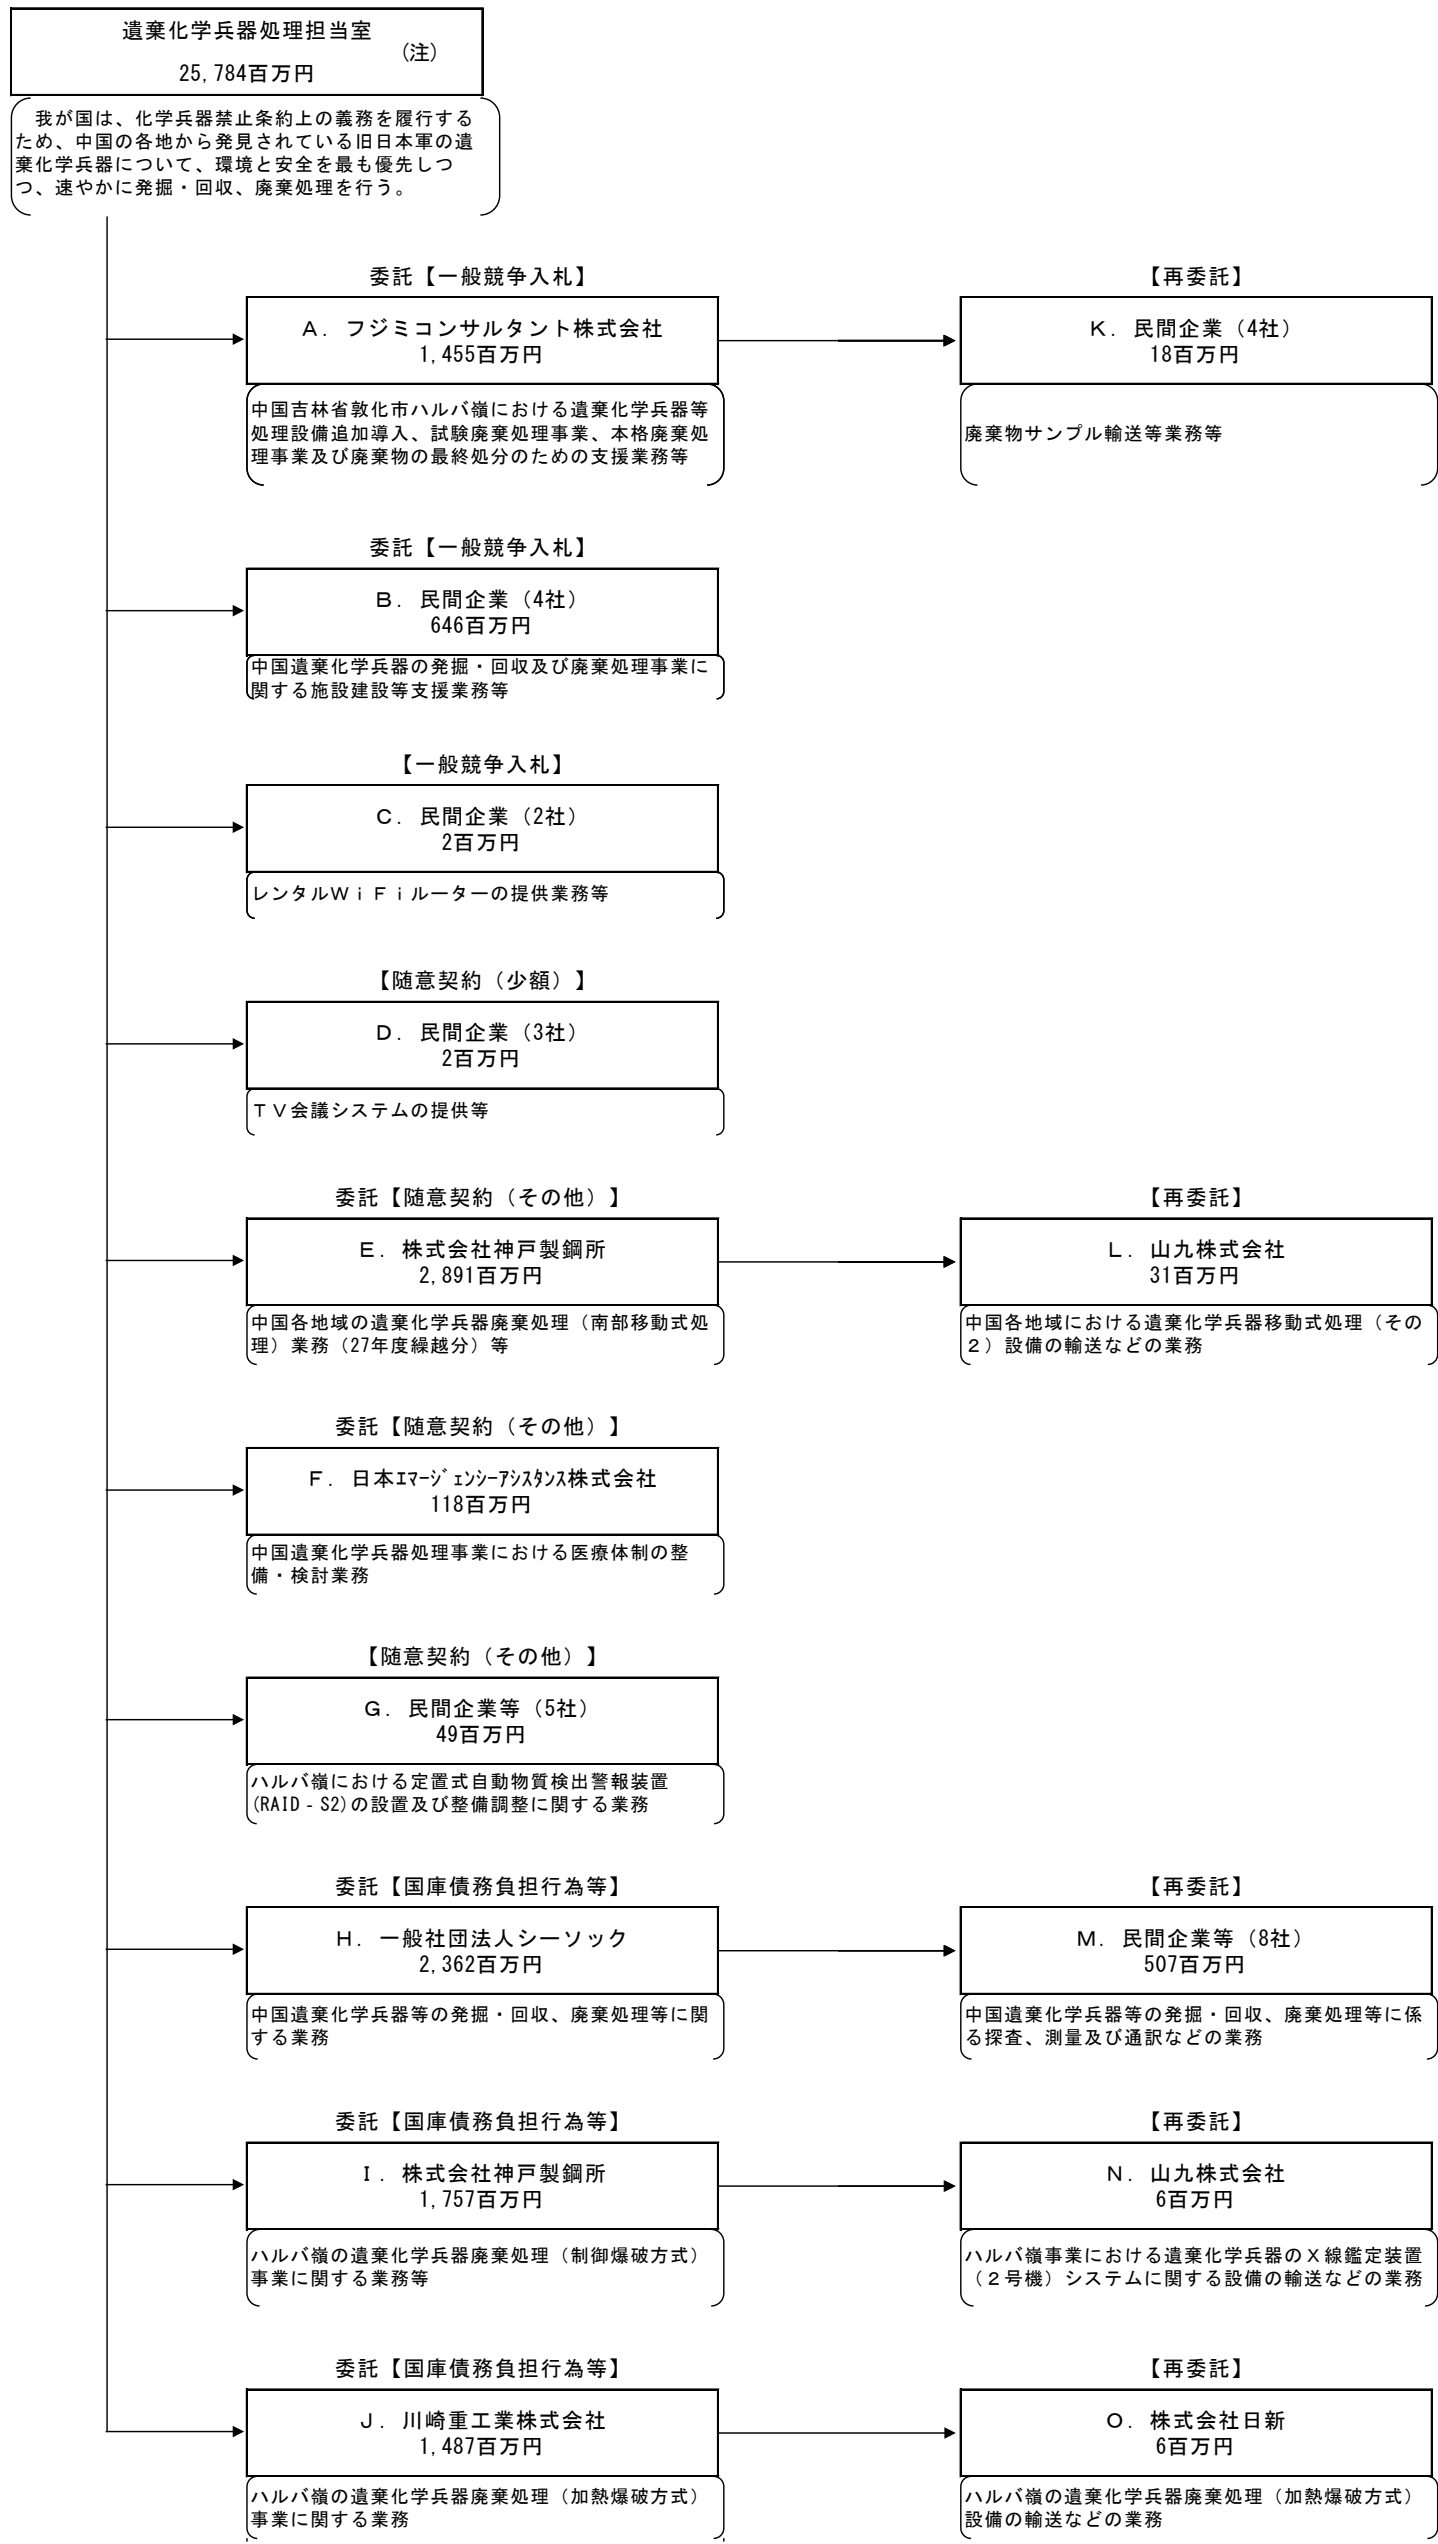 遺棄化学兵器処理担当室
(注)
25,784百万円
我が国は、化学兵器禁止条約上の義務を履行する
ため、中国の各地から発見されている旧日本軍の遺
棄化学兵器について、環境と安全を最も優先しつ
つ、速やかに発掘・回収、廃棄処理を行う。
委託【一般競争入札】
【再委託】
A. フジミコンサルタント株式会社
1,455百万円
K. 民間企業（4社）
18百万円
中国吉林省敦化市ハルバ嶺における遺棄化学兵器等
処理設備追加導入、試験廃棄処理事業、本格廃棄処
理事業及び廃棄物の最終処分のための支援業務等
廃棄物サンプル輸送等業務等
委託【一般競争入札】
B. 民間企業（4社）
646百万円
中国遺棄化学兵器の発掘・回収及び廃棄処理事業に
関する施設建設等支援業務等
【一般競争入札】
C. 民間企業（2社）
2百万円
レンタルＷｉＦｉルーターの提供業務等
【随意契約（少額）】
D. 民間企業（3社）
2百万円
ＴＶ会議システムの提供等
委託【随意契約（その他）】
【再委託】
E. 株式会社神戸製鋼所
2,891百万円
L. 山九株式会社
31百万円
中国各地域の遺棄化学兵器廃棄処理（南部移動式処
理）業務（27年度繰越分）等
中国各地域における遺棄化学兵器移動式処理（その
２）設備の輸送などの業務
委託【随意契約（その他）】
F. 日本ｴﾏｰｼﾞｪﾝｼｰｱｼｽﾀﾝｽ株式会社
118百万円
中国遺棄化学兵器処理事業における医療体制の整
備・検討業務
【随意契約（その他）】
G. 民間企業等（5社）
49百万円
ハルバ嶺における定置式自動物質検出警報装置
(RAID‐S2)の設置及び整備調整に関する業務
委託【国庫債務負担行為等】
【再委託】
H. 一般社団法人シーソック
2,362百万円
M. 民間企業等（8社）
507百万円
中国遺棄化学兵器等の発掘・回収、廃棄処理等に関
する業務
中国遺棄化学兵器等の発掘・回収、廃棄処理等に係
る探査、測量及び通訳などの業務
委託【国庫債務負担行為等】
【再委託】
I. 株式会社神戸製鋼所
1,757百万円
N. 山九株式会社
6百万円
ハルバ嶺の遺棄化学兵器廃棄処理（制御爆破方式）
事業に関する業務等
ハルバ嶺事業における遺棄化学兵器のＸ線鑑定装置
（２号機）システムに関する設備の輸送などの業務
委託【国庫債務負担行為等】
【再委託】
J. 川崎重工業株式会社
1,487百万円
O. 株式会社日新
6百万円
ハルバ嶺の遺棄化学兵器廃棄処理（加熱爆破方式）
事業に関する業務
ハルバ嶺の遺棄化学兵器廃棄処理（加熱爆破方式）
設備の輸送などの業務